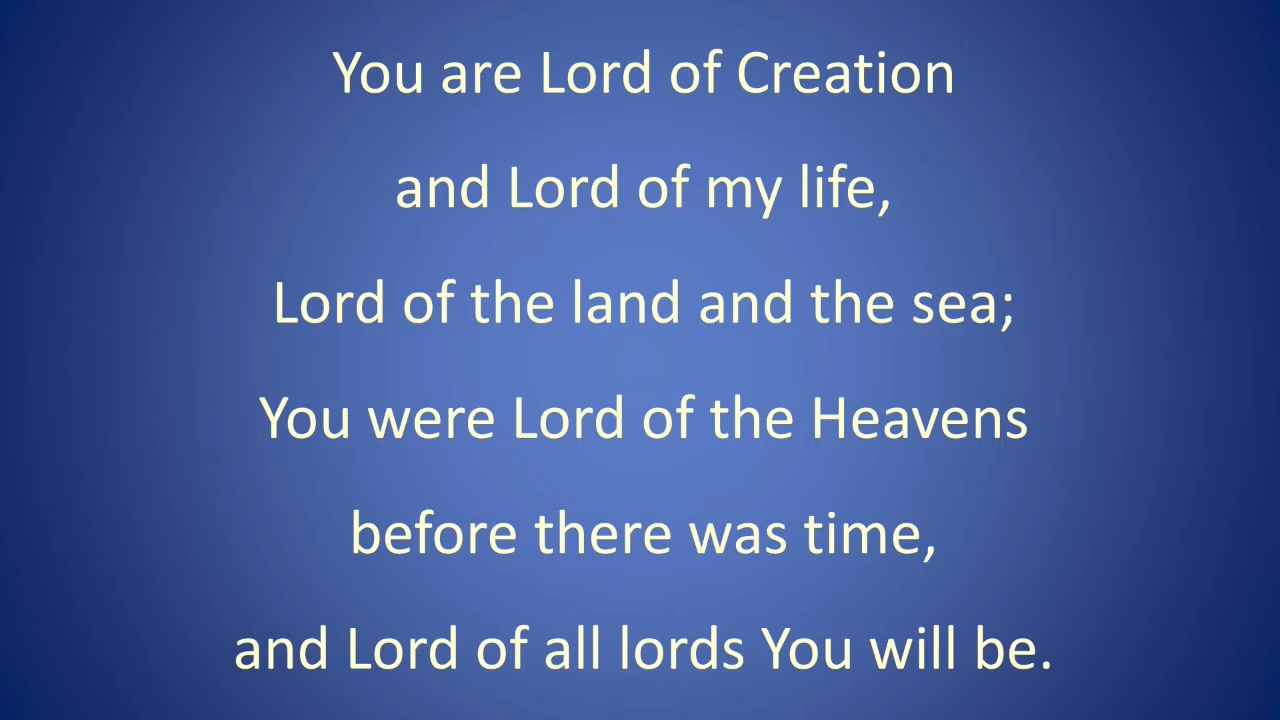 You are Lord of Creation
and Lord of my life,
Lord of the land and the sea;
You were Lord of the Heavens
before there was time,
and Lord of all lords You will be.